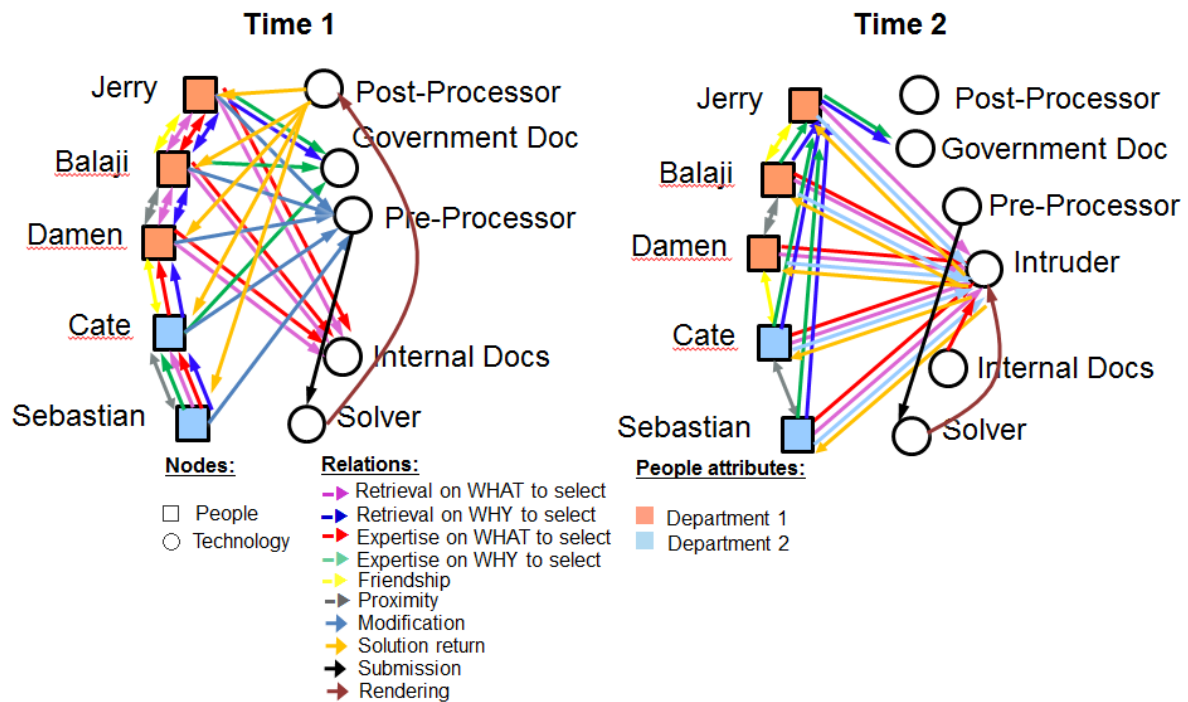 Time 1
Jerry
Post-Processor
Government Doc
Balaji
Pre-Processor
Damen
Cate
Internal Docs
Sebastian
Solver
Time 2
Jerry
Post-Processor
Government Doc
Balaji
Pre-Processor
Damen
Intruder
Cate
Internal Docs
Sebastian
Solver
Nodes:
People
Technology
Relations:
Retrieval on WHAT to select
Retrieval on WHY to select
Expertise on WHAT to select
Expertise on WHY to select
Friendship
Proximity
Modification
Solution return
Submission
Rendering
People attributes:
Department 1
Department 2